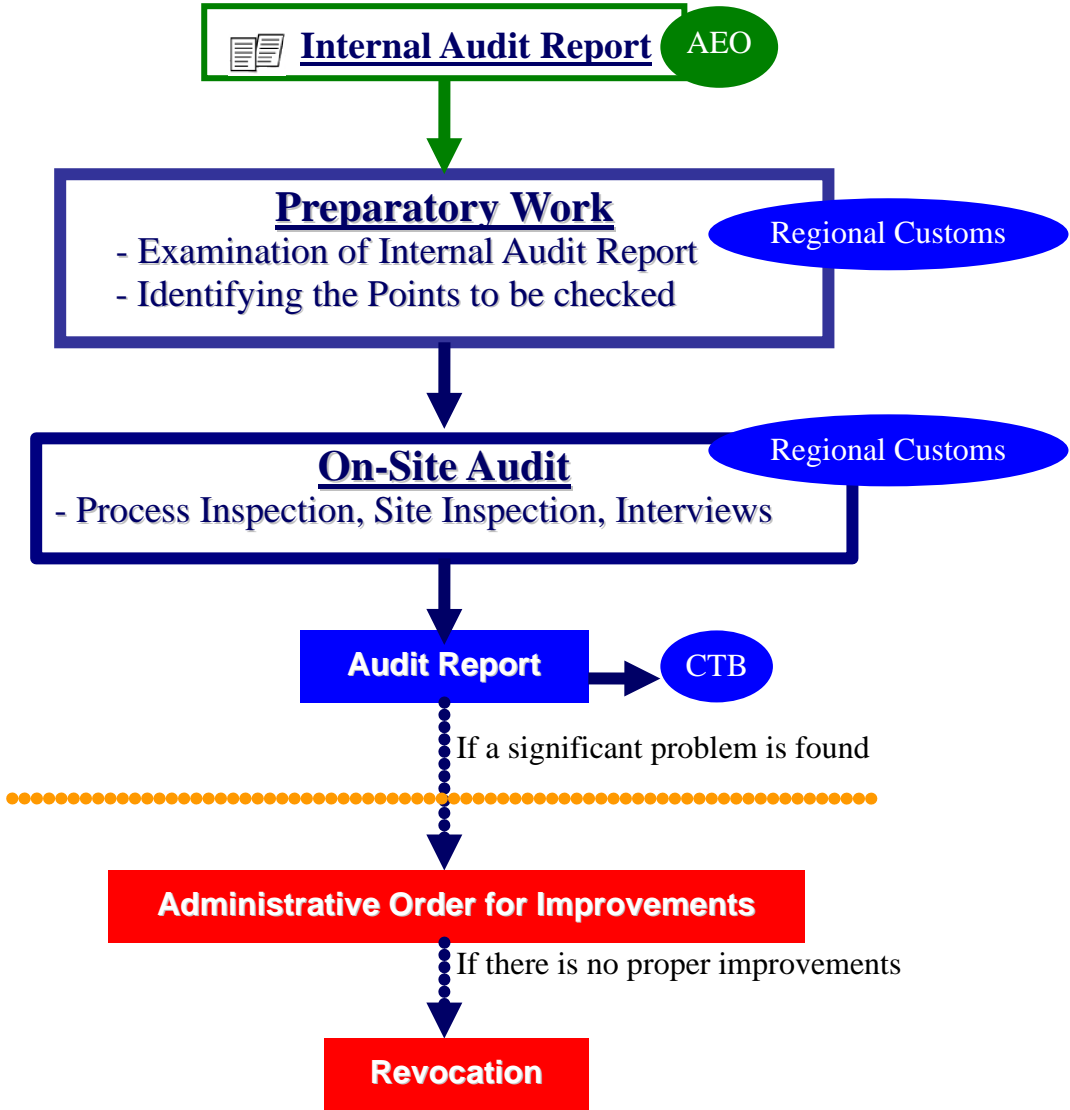 Internal Audit Report
AEO
Preparatory Work
Regional Customs
- Examination of Internal Audit Report
- Identifying the Points to be checked
On-Site Audit
Regional Customs
- Process Inspection, Site Inspection, Interviews
Audit Report
CTB
If a significant problem is found
Administrative Order for Improvements
If there is no proper improvements
Revocation